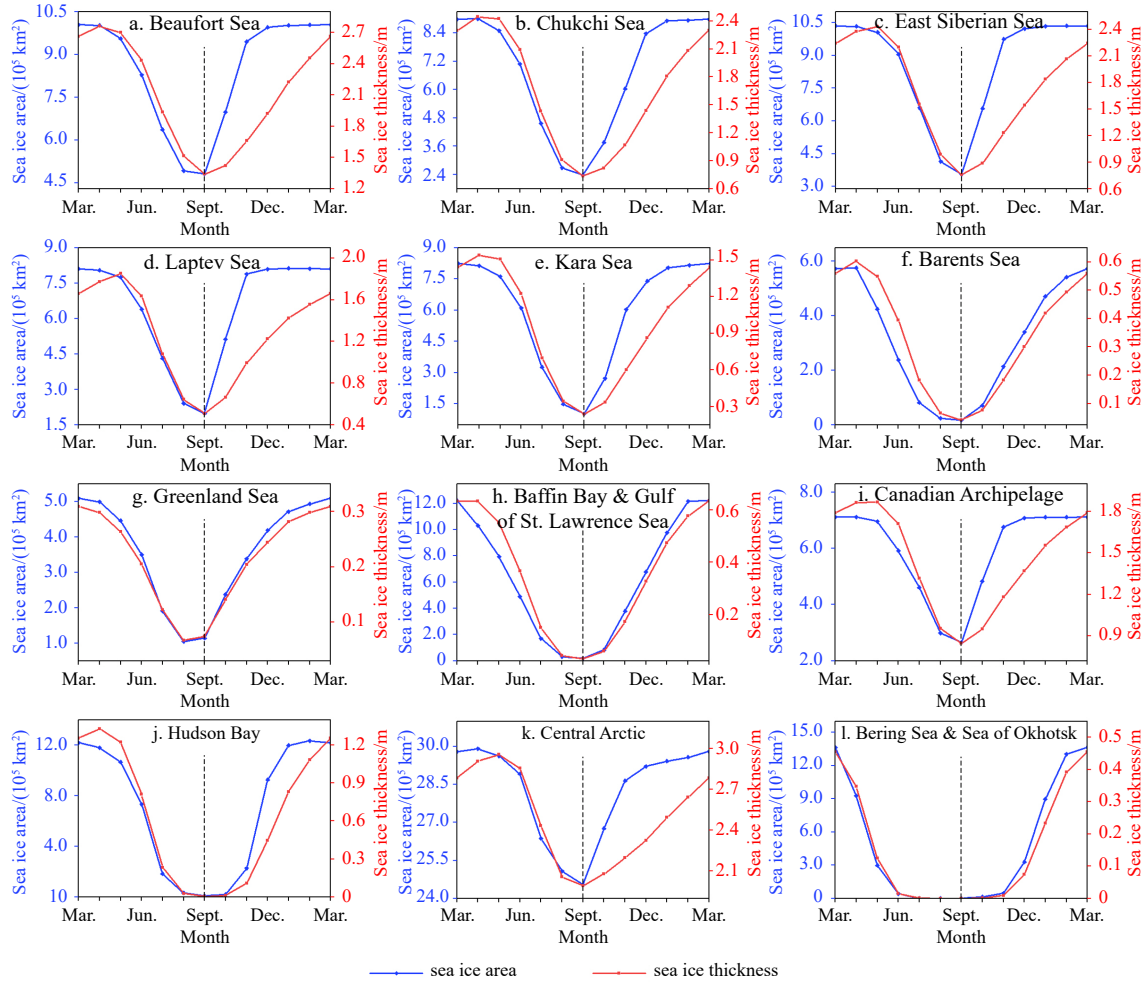 a. Beaufort Sea
Sea ice area/(10⁵ km²)
10.5
9.0
7.5
6.0
4.5
2.7
2.4
2.1
1.8
1.5
1.2
Sea ice thickness/m
Mar. Jun. Sept. Dec. Mar.
Month
b. Chukchi Sea
Sea ice area/(10⁵ km²)
8.4
7.2
6.0
4.8
3.6
2.4
2.4
2.1
1.8
1.5
1.2
0.9
0.6
Sea ice thickness/m
Mar. Jun. Sept. Dec. Mar.
Month
c. East Siberian Sea
Sea ice area/(10⁵ km²)
10.5
9.0
7.5
6.0
4.5
3.0
2.4
2.1
1.8
1.5
1.2
0.9
0.6
Sea ice thickness/m
Mar. Jun. Sept. Dec. Mar.
Month
d. Laptev Sea
Sea ice area/(10⁵ km²)
9.0
7.5
6.0
4.5
3.0
1.5
2.0
1.6
1.2
0.8
0.4
Sea ice thickness/m
Mar. Jun. Sept. Dec. Mar.
Month
e. Kara Sea
Sea ice area/(10⁵ km²)
9.0
7.5
6.0
4.5
3.0
1.5
1.5
1.2
0.9
0.6
0.3
Sea ice thickness/m
Mar. Jun. Sept. Dec. Mar.
Month
f. Barents Sea
Sea ice area/(10⁵ km²)
6.0
4.0
2.0
0
0.6
0.5
0.4
0.3
0.2
0.1
Sea ice thickness/m
Mar. Jun. Sept. Dec. Mar.
Month
g. Greenland Sea
Sea ice area/(10⁵ km²)
5.0
4.0
3.0
2.0
1.0
0.3
0.2
0.1
Sea ice thickness/m
Mar. Jun. Sept. Dec. Mar.
Month
h. Baffin Bay & Gulf
of St. Lawrence Sea
Sea ice area/(10⁵ km²)
12.0
10.0
8.0
6.0
4.0
2.0
0
0.6
0.4
0.2
Sea ice thickness/m
Mar. Jun. Sept. Dec. Mar.
Month
i. Canadian Archipelage
Sea ice area/(10⁵ km²)
8.0
6.0
4.0
2.0
1.8
1.5
1.2
0.9
Sea ice thickness/m
Mar. Jun. Sept. Dec. Mar.
Month
j. Hudson Bay
Sea ice area/(10⁵ km²)
12.0
8.0
4.0
10
1.2
0.9
0.6
0.3
0
Sea ice thickness/m
Mar. Jun. Sept. Dec. Mar.
Month
k. Central Arctic
Sea ice area/(10⁵ km²)
30.0
28.5
27.0
25.5
24.0
3.0
2.7
2.4
2.1
Sea ice thickness/m
Mar. Jun. Sept. Dec. Mar.
Month
l. Bering Sea & Sea of Okhotsk
Sea ice area/(10⁵ km²)
15.0
12.0
9.0
6.0
3.0
0
0.5
0.4
0.3
0.2
0.1
0
Sea ice thickness/m
Mar. Jun. Sept. Dec. Mar.
Month
sea ice area
sea ice thickness